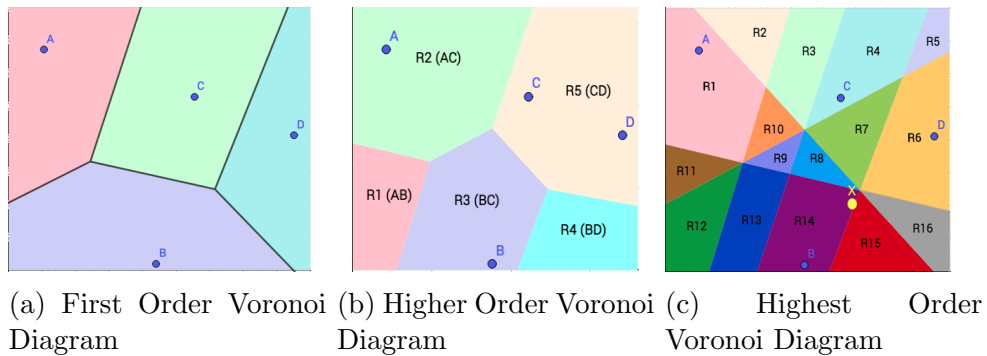 A
C
D
B
A
R2 (AC)
C
R5 (CD)
D
R1 (AB)
R3 (BC)
R4 (BD)
B
A
R2
R3
R4
R5
R1
C
R10
R7
D
R6
R9
R8
R11
X
R12
R13
R14
R15
R16
B
(a) First Order Voronoi
Diagram
(b) Higher Order Voronoi
Diagram
(c) Highest Order
Voronoi Diagram